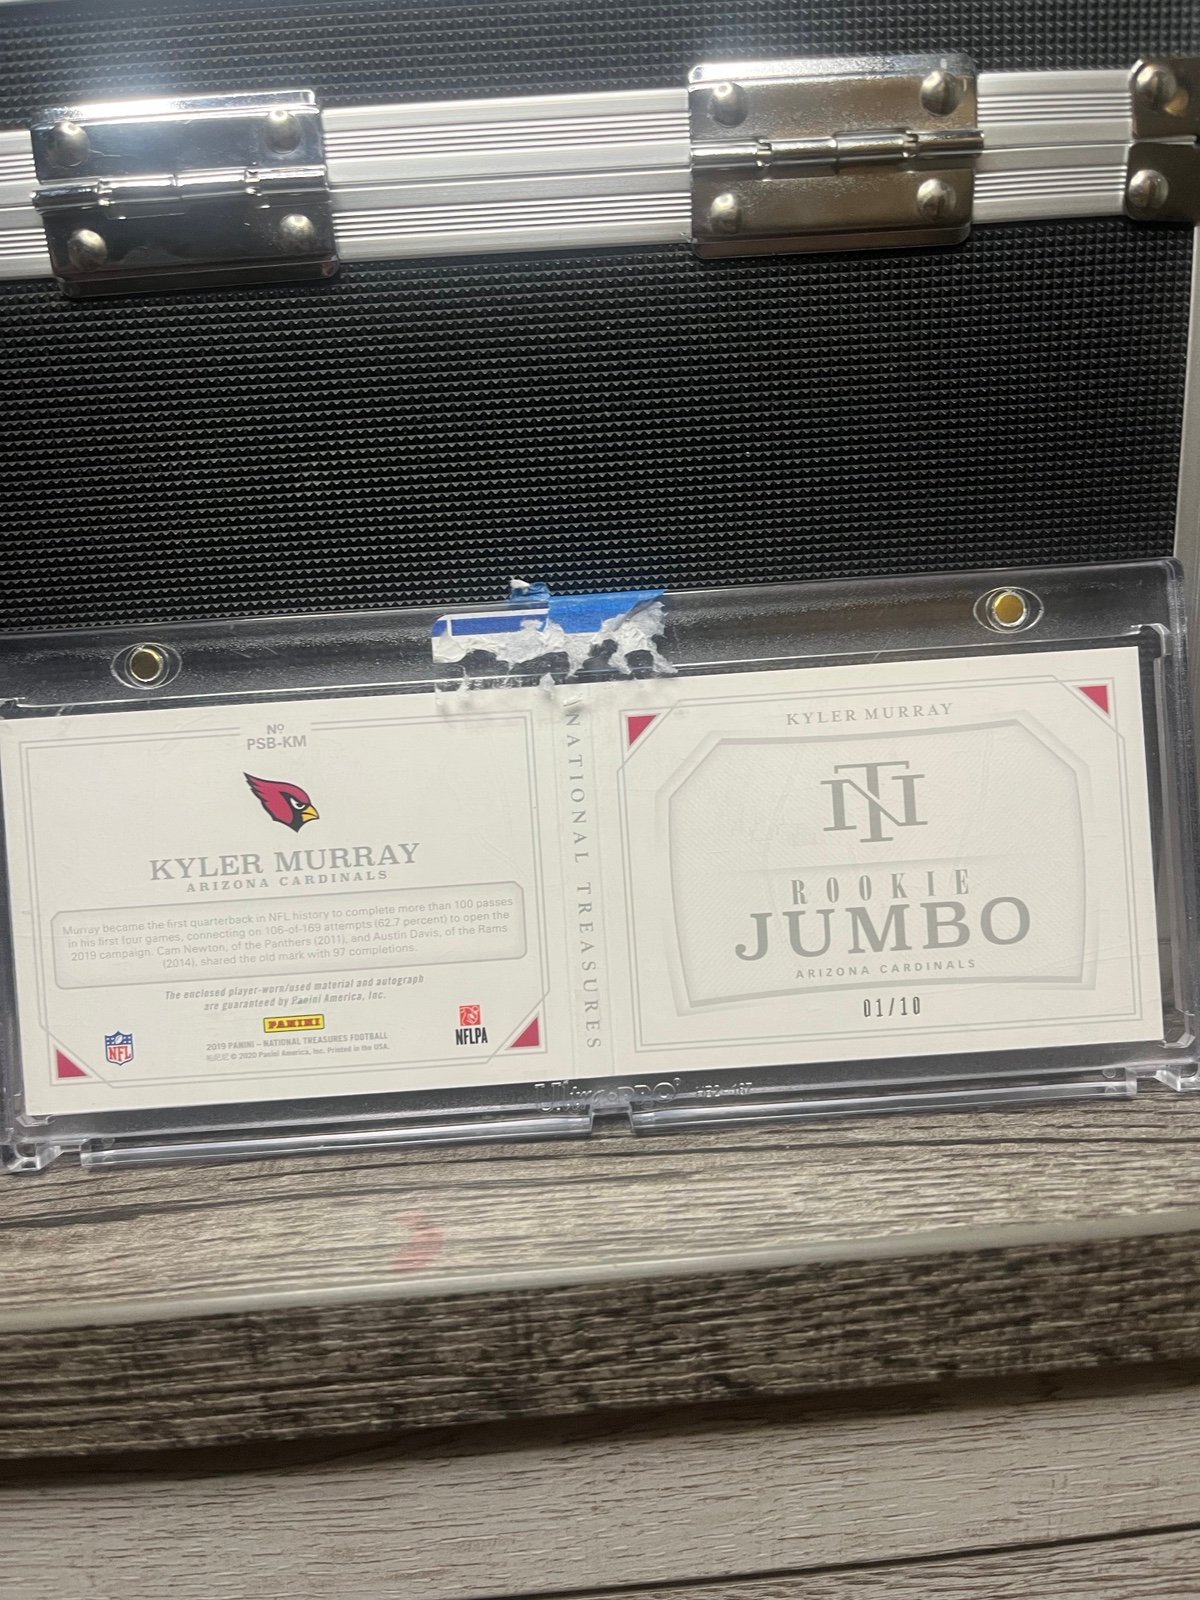 Nº
PSB-KM
KYLER MURRAY
ARIZONA CARDINALS
Murray became the first quarterback in NFL history to complete more than 100 passes
in his first four games, connecting on 106-of-169 attempts (62.7 percent) to open the
2019 campaign. Cam Newton, of the Panthers (2011), and Austin Davis, of the Rams
(2014), shared the old mark with 97 completions.
The enclosed player-worn/used material and autograph
are guaranteed by Panini America, Inc.
PANINI
2019 PANINI – NATIONAL TREASURES FOOTBALL
© 2020 Panini America, Inc. Printed in the USA.
NFL
NFLPA
NATIONAL TREASURES
KYLER MURRAY
NT
ROOKIE
JUMBO
ARIZONA CARDINALS
01/10
Ultra·PRO